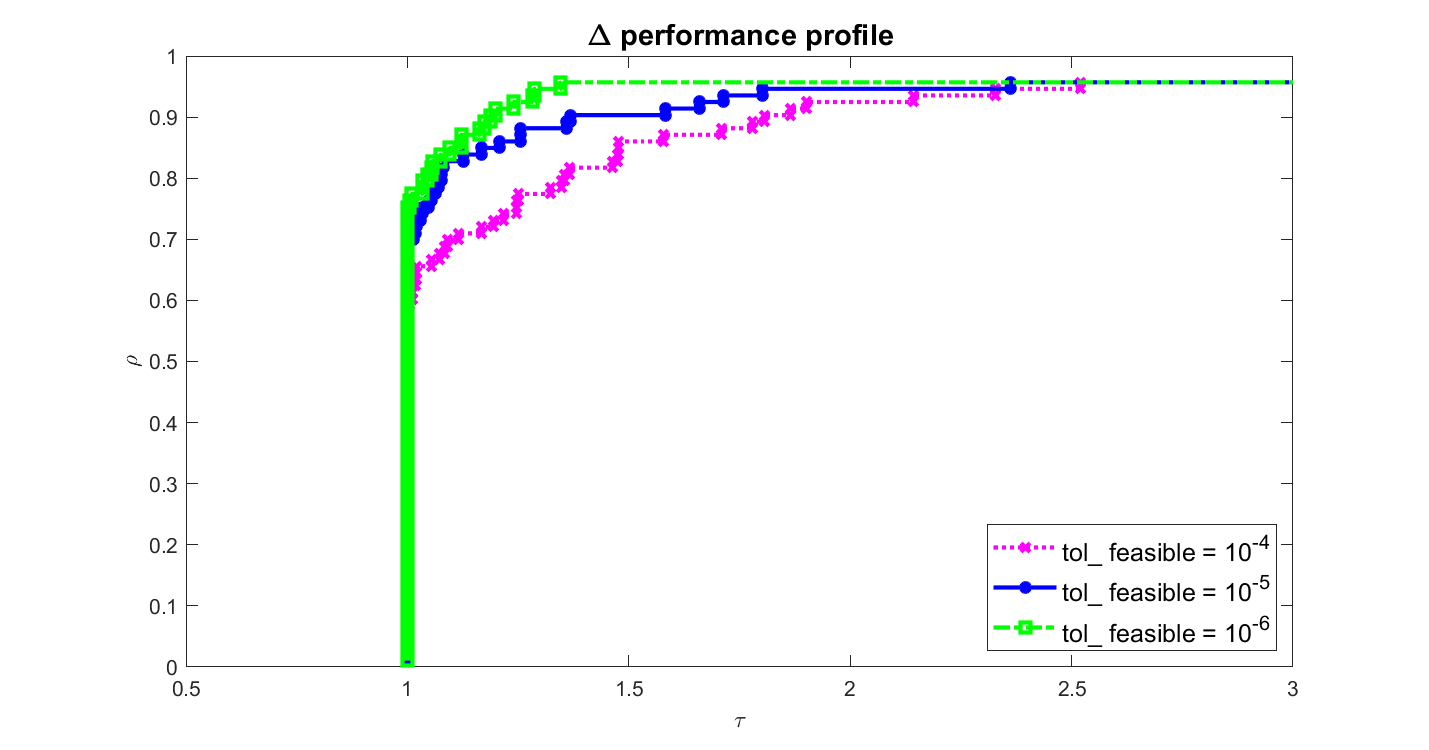 Δ performance profile
1
0.9
0.8
0.7
0.6
0.5
0.4
0.3
0.2
0.1
0
ρ
0.5 1 1.5 2 2.5 3
τ
tol_ feasible = 10^-4
tol_ feasible = 10^-5
tol_ feasible = 10^-6